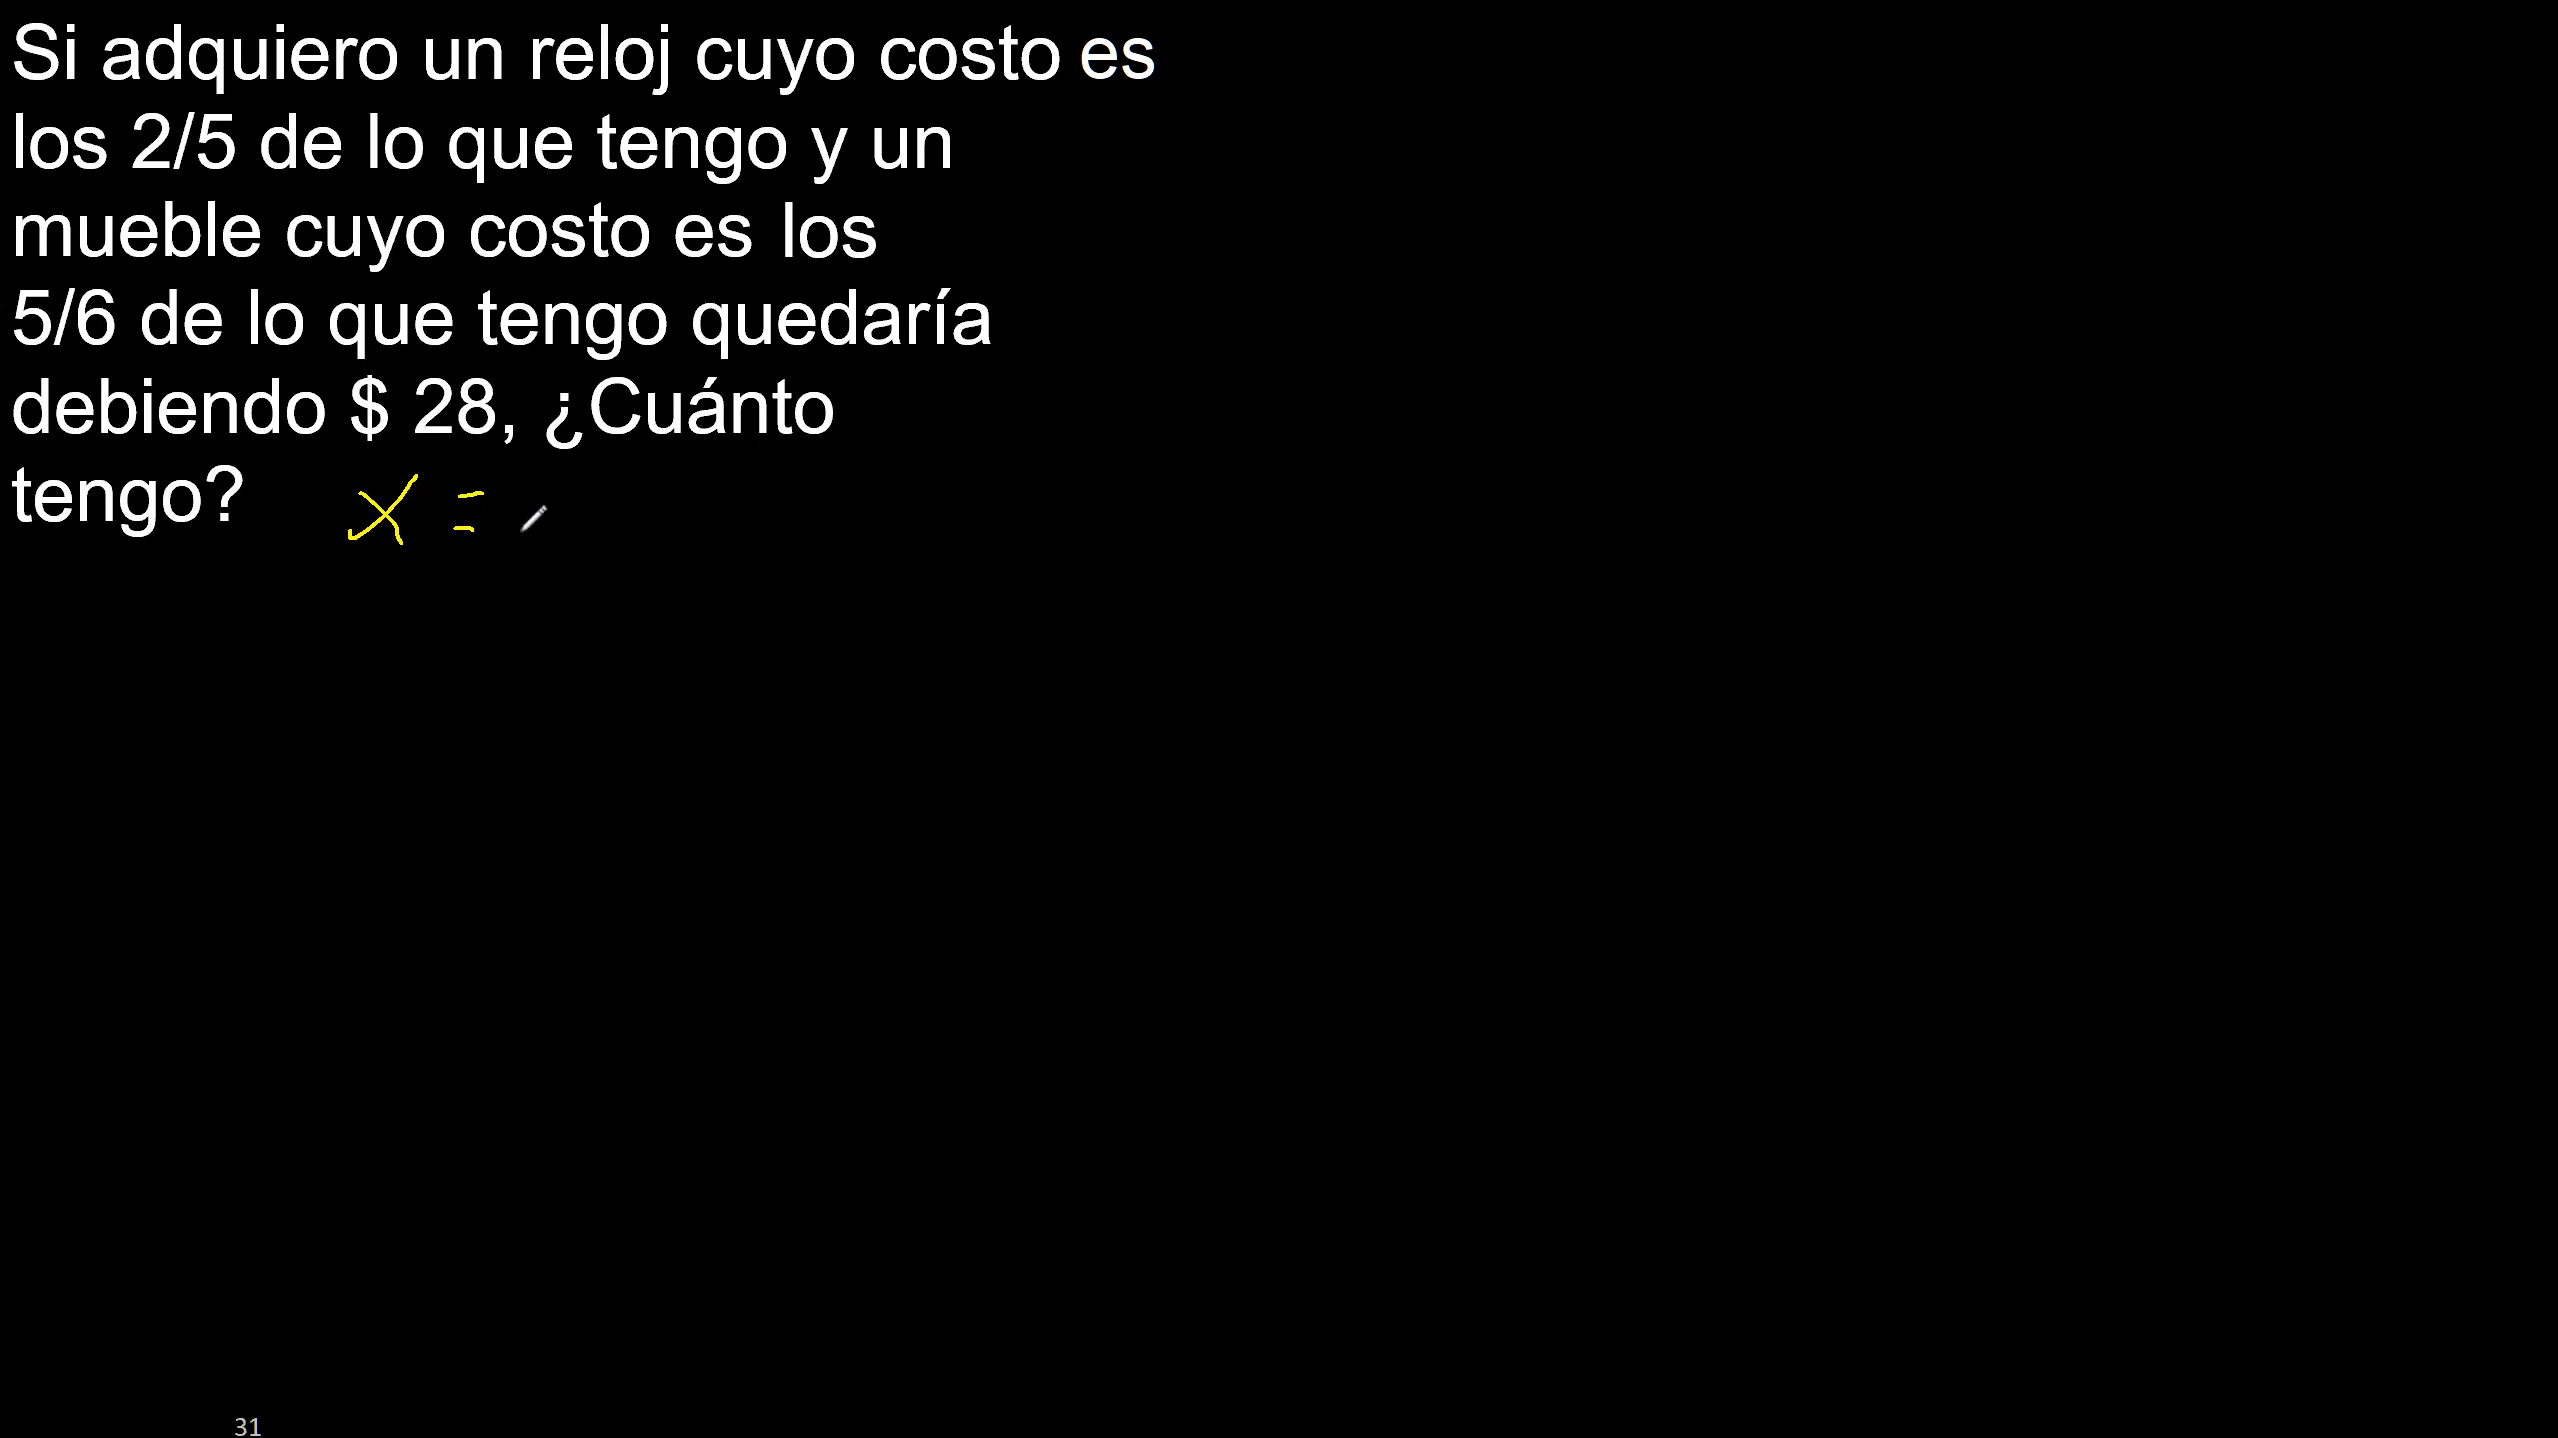 Si adquiero un reloj cuyo costo es
los 2/5 de lo que tengo y un
mueble cuyo costo es los
5/6 de lo que tengo quedaría
debiendo $ 28, ¿Cuánto
tengo? x =
31